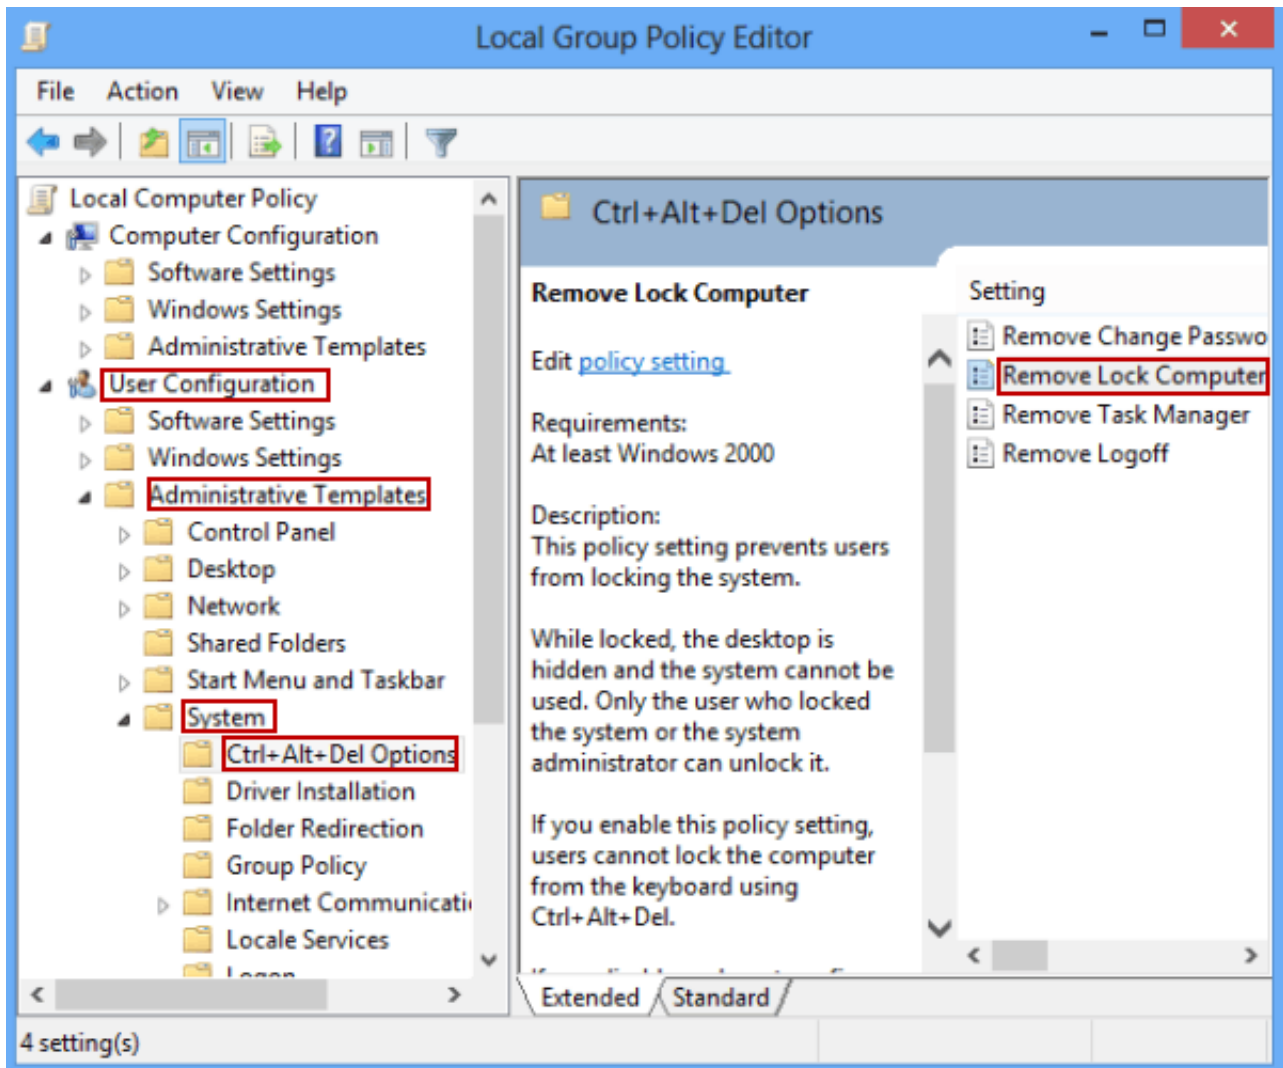 Local Group Policy Editor
File Action View Help
Local Computer Policy
Computer Configuration
Software Settings
Windows Settings
Administrative Templates
User Configuration
Software Settings
Windows Settings
Administrative Templates
Control Panel
Desktop
Network
Shared Folders
Start Menu and Taskbar
System
Ctrl+Alt+Del Options
Driver Installation
Folder Redirection
Group Policy
Internet Communicati
Locale Services
Logon
Ctrl+Alt+Del Options
Remove Lock Computer
Edit policy setting
Requirements:
At least Windows 2000
Description:
This policy setting prevents users
from locking the system.
While locked, the desktop is
hidden and the system cannot be
used. Only the user who locked
the system or the system
administrator can unlock it.
If you enable this policy setting,
users cannot lock the computer
from the keyboard using
Ctrl+Alt+Del.
Setting
Remove Change Passwo
Remove Lock Computer
Remove Task Manager
Remove Logoff
Extended Standard
4 setting(s)